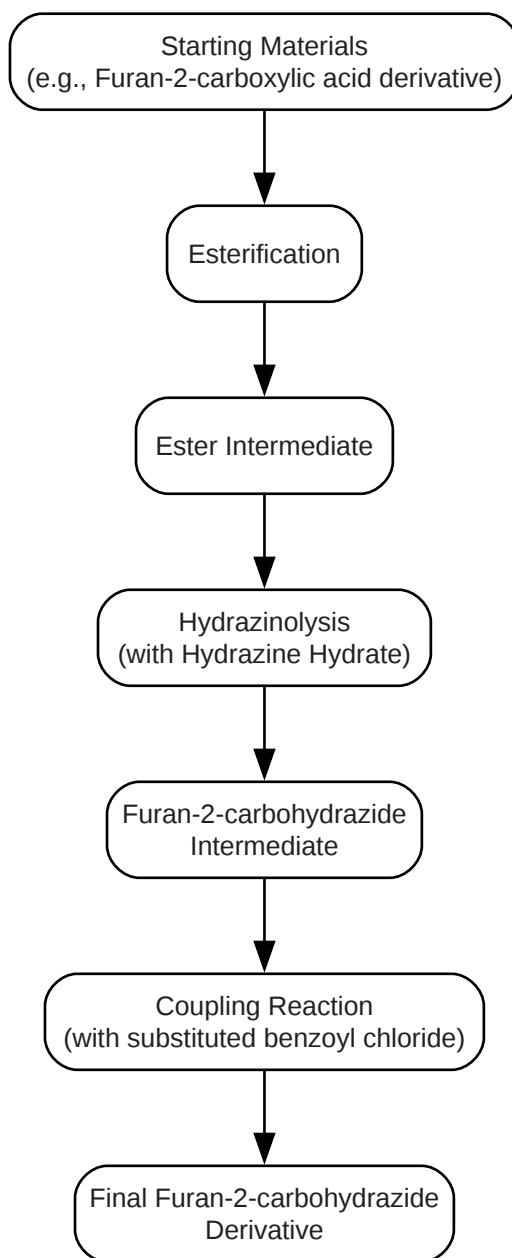 Starting Materials
(e.g., Furan-2-carboxylic acid derivative)
Esterification
Ester Intermediate
Hydrazinolysis
(with Hydrazine Hydrate)
Furan-2-carbohydrazide
Intermediate
Coupling Reaction
(with substituted benzoyl chloride)
Final Furan-2-carbohydrazide
Derivative